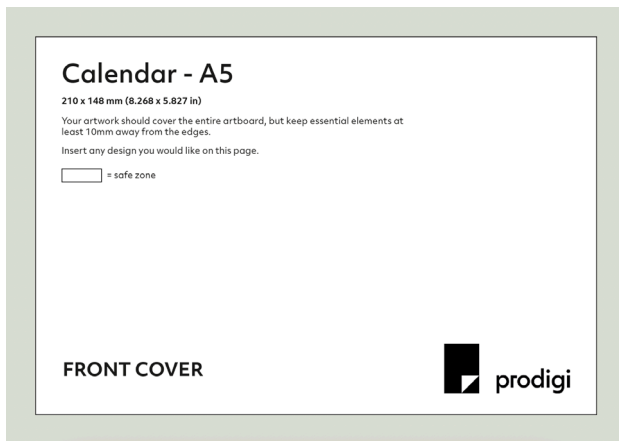 Calendar - A5
210 x 148 mm (8.268 x 5.827 in)
Your artwork should cover the entire artboard, but keep essential elements at
least 10mm away from the edges.
Insert any design you would like on this page.
= safe zone
FRONT COVER
prodigi